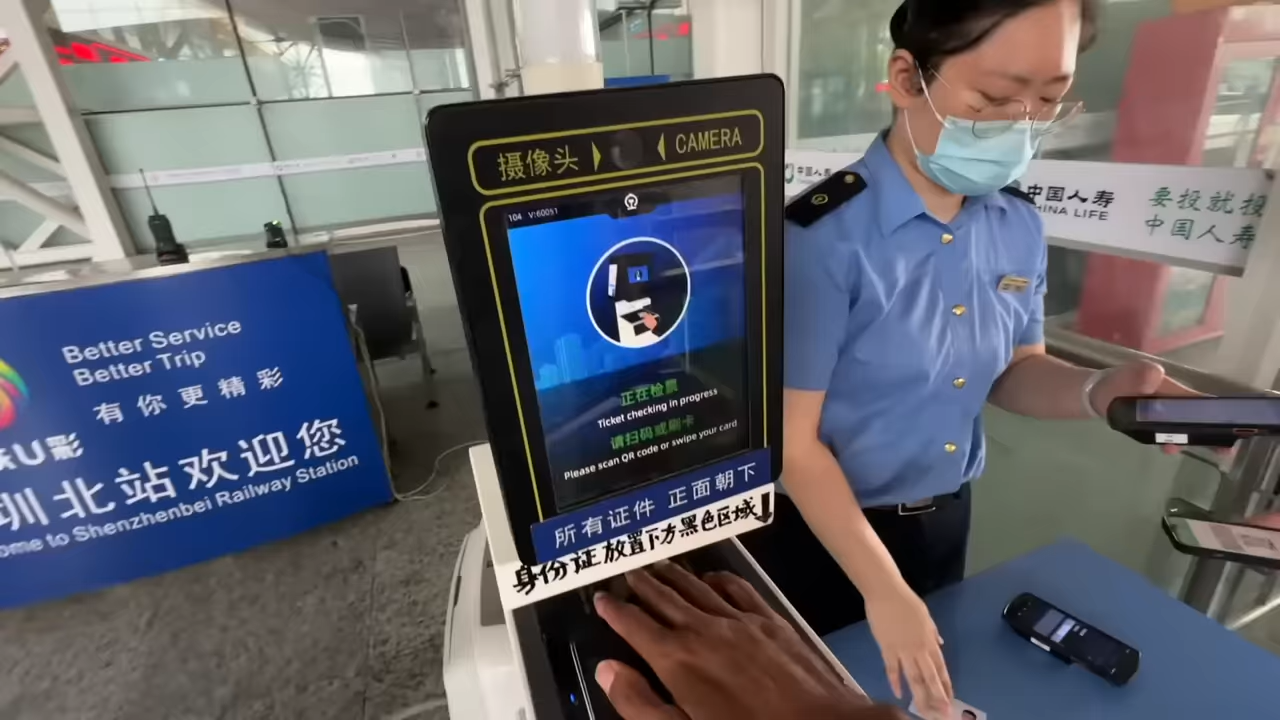 Better Service
Better Trip
有你更精彩
U彩
圳北站欢迎您
ome to Shenzhenbei Railway Station
摄像头
CAMERA
104 V:60051
正在检票
Ticket checking in progress
请扫码或刷卡
Please scan QR code or swipe your card
所有证件 正面朝下
身份证放置下方黑色区域
中国人寿
CHINA LIFE
要投就投
中国人寿